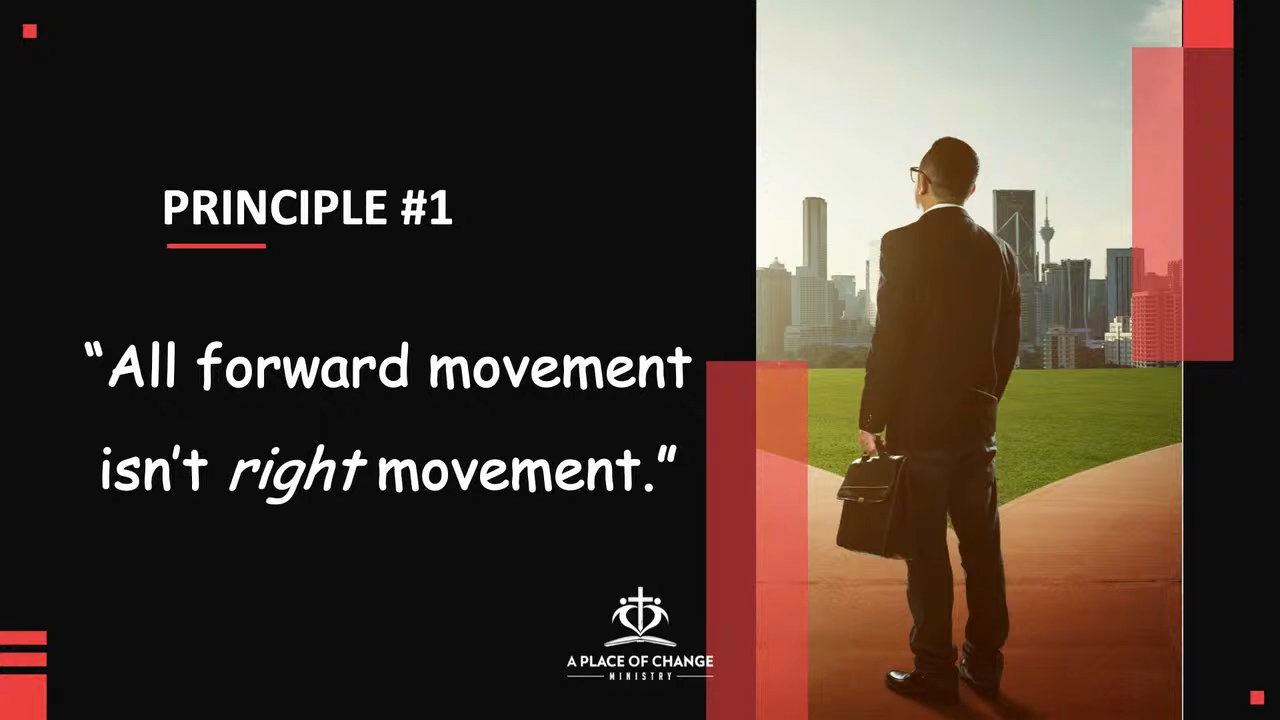 PRINCIPLE #1
“All forward movement
isn’t right movement.”
A PLACE OF CHANGE
MINISTRY